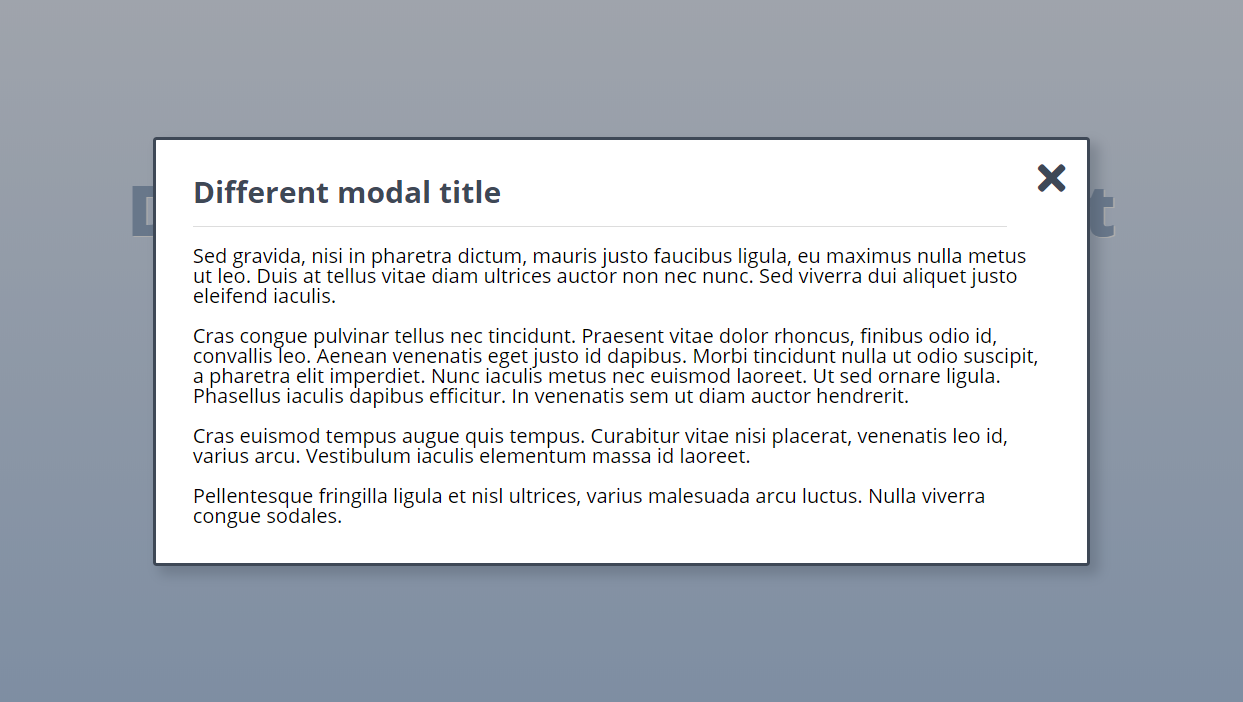 Different modal title
Sed gravida, nisi in pharetra dictum, mauris justo faucibus ligula, eu maximus nulla metus
ut leo. Duis at tellus vitae diam ultrices auctor non nec nunc. Sed viverra dui aliquet justo
eleifend iaculis.
Cras congue pulvinar tellus nec tincidunt. Praesent vitae dolor rhoncus, finibus odio id,
convallis leo. Aenean venenatis eget justo id dapibus. Morbi tincidunt nulla ut odio suscipit,
a pharetra elit imperdiet. Nunc iaculis metus nec euismod laoreet. Ut sed ornare ligula.
Phasellus iaculis dapibus efficitur. In venenatis sem ut diam auctor hendrerit.
Cras euismod tempus augue quis tempus. Curabitur vitae nisi placerat, venenatis leo id,
varius arcu. Vestibulum iaculis elementum massa id laoreet.
Pellentesque fringilla ligula et nisl ultrices, varius malesuada arcu luctus. Nulla viverra
congue sodales.